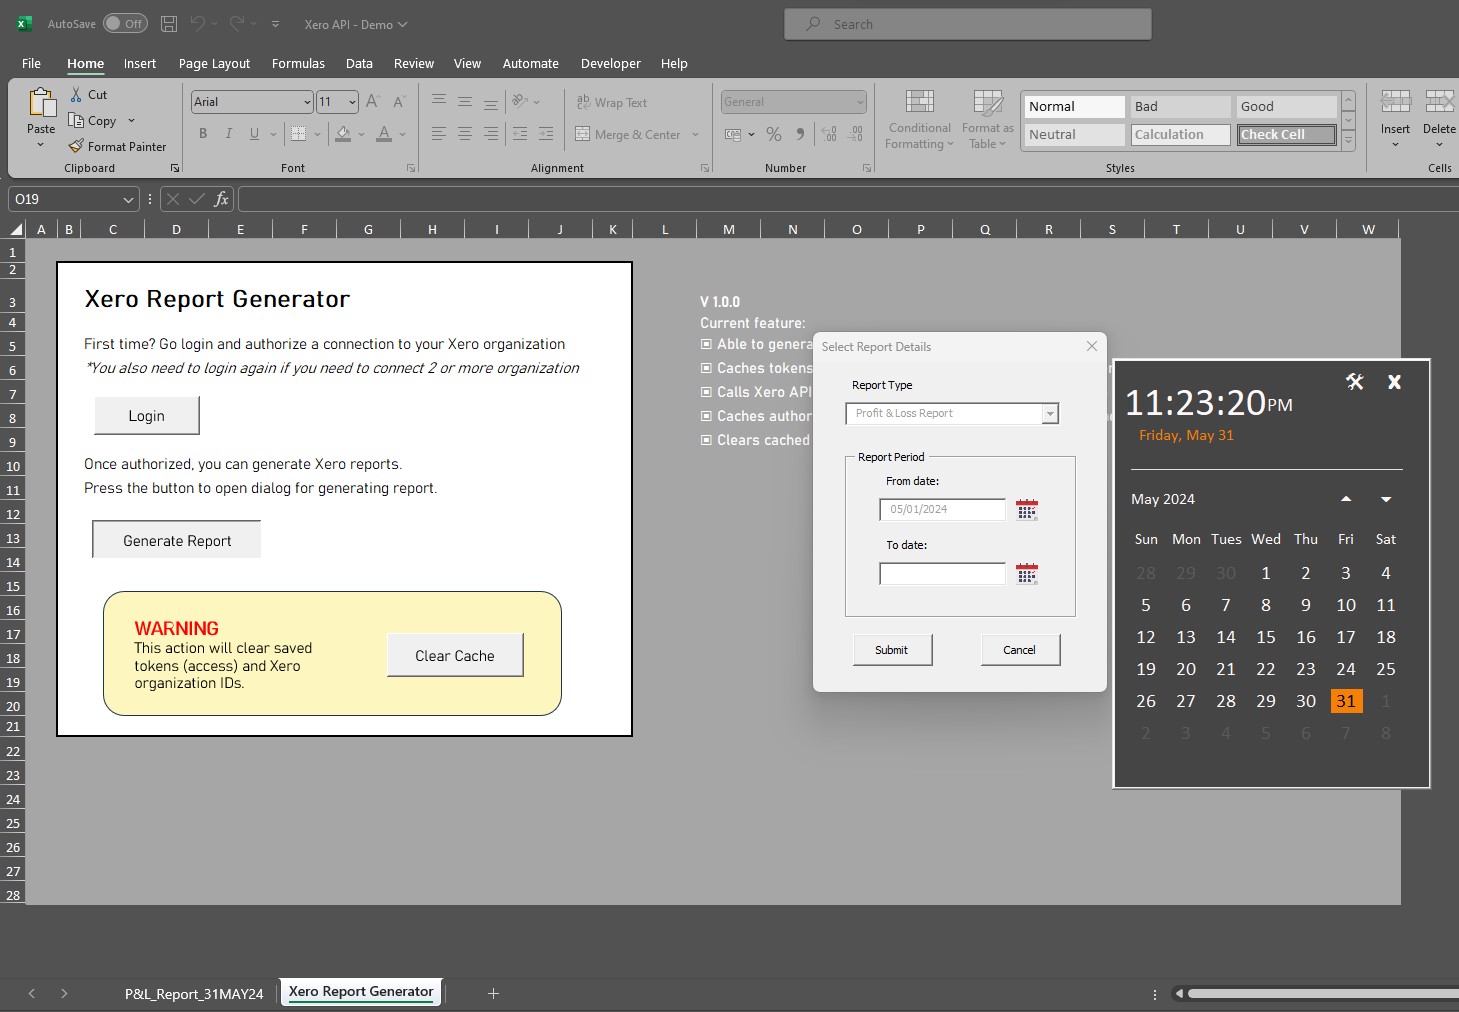 AutoSave Off Xero API - Demo Search
File Home Insert Page Layout Formulas Data Review View Automate Developer Help
Paste
Cut
Copy
Format Painter
Clipboard
Arial 11 A A
B I U A
Font
Wrap Text
Merge & Center
Alignment
General
% 9
Number
Conditional Formatting
Format as Table
Normal Bad Good
Neutral Calculation Check Cell
Styles
Insert Delete
Cells
O19 fx
A B C D E F G H I J K L M N O P Q R S T U V W
1
2
3
4
5
6
7
8
9
10
11
12
13
14
15
16
17
18
19
20
21
22
23
24
25
26
27
28
Xero Report Generator
First time? Go login and authorize a connection to your Xero organization
*You also need to login again if you need to connect 2 or more organization
Login
Once authorized, you can generate Xero reports.
Press the button to open dialog for generating report.
Generate Report
WARNING
This action will clear saved
tokens (access) and Xero
organization IDs.
Clear Cache
V 1.0.0
Current feature:
Able to genera
Caches tokens
Calls Xero API
Caches author
Clears cached
Select Report Details
Report Type
Profit & Loss Report
Report Period
From date:
05/01/2024
To date:
Submit Cancel
11:23:20 PM
Friday, May 31
May 2024
Sun Mon Tues Wed Thu Fri Sat
28 29 30 1 2 3 4
5 6 7 8 9 10 11
12 13 14 15 16 17 18
19 20 21 22 23 24 25
26 27 28 29 30 31 1
2 3 4 5 6 7 8
P&L_Report_31MAY24 Xero Report Generator